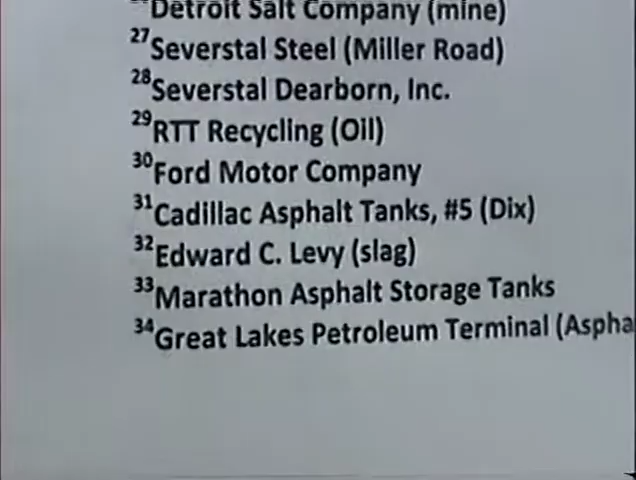 Detroit Salt Company (mine)
27Severstal Steel (Miller Road)
28Severstal Dearborn, Inc.
29RTT Recycling (Oil)
30Ford Motor Company
31Cadillac Asphalt Tanks, #5 (Dix)
32Edward C. Levy (slag)
33Marathon Asphalt Storage Tanks
34Great Lakes Petroleum Terminal (Aspha